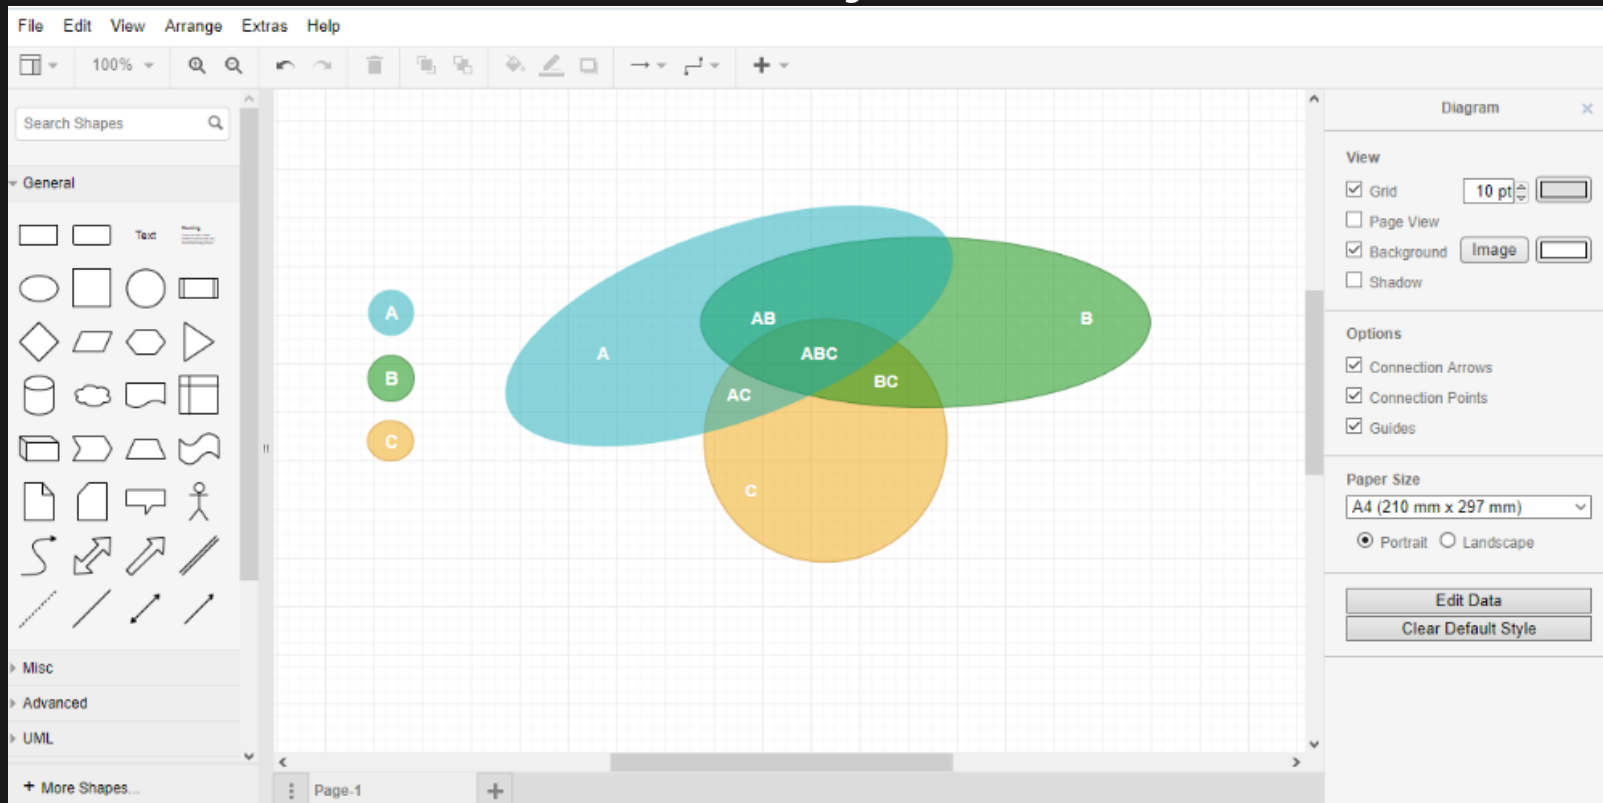 File Edit View Arrange Extras Help
100%
Search Shapes
General
Text
Misc
Advanced
UML
+ More Shapes...
A
B
C
A
AB
B
ABC
AC
BC
C
Page-1
Diagram
View
Grid 10 pt
Page View
Background Image
Shadow
Options
Connection Arrows
Connection Points
Guides
Paper Size
A4 (210 mm x 297 mm)
Portrait Landscape
Edit Data
Clear Default Style